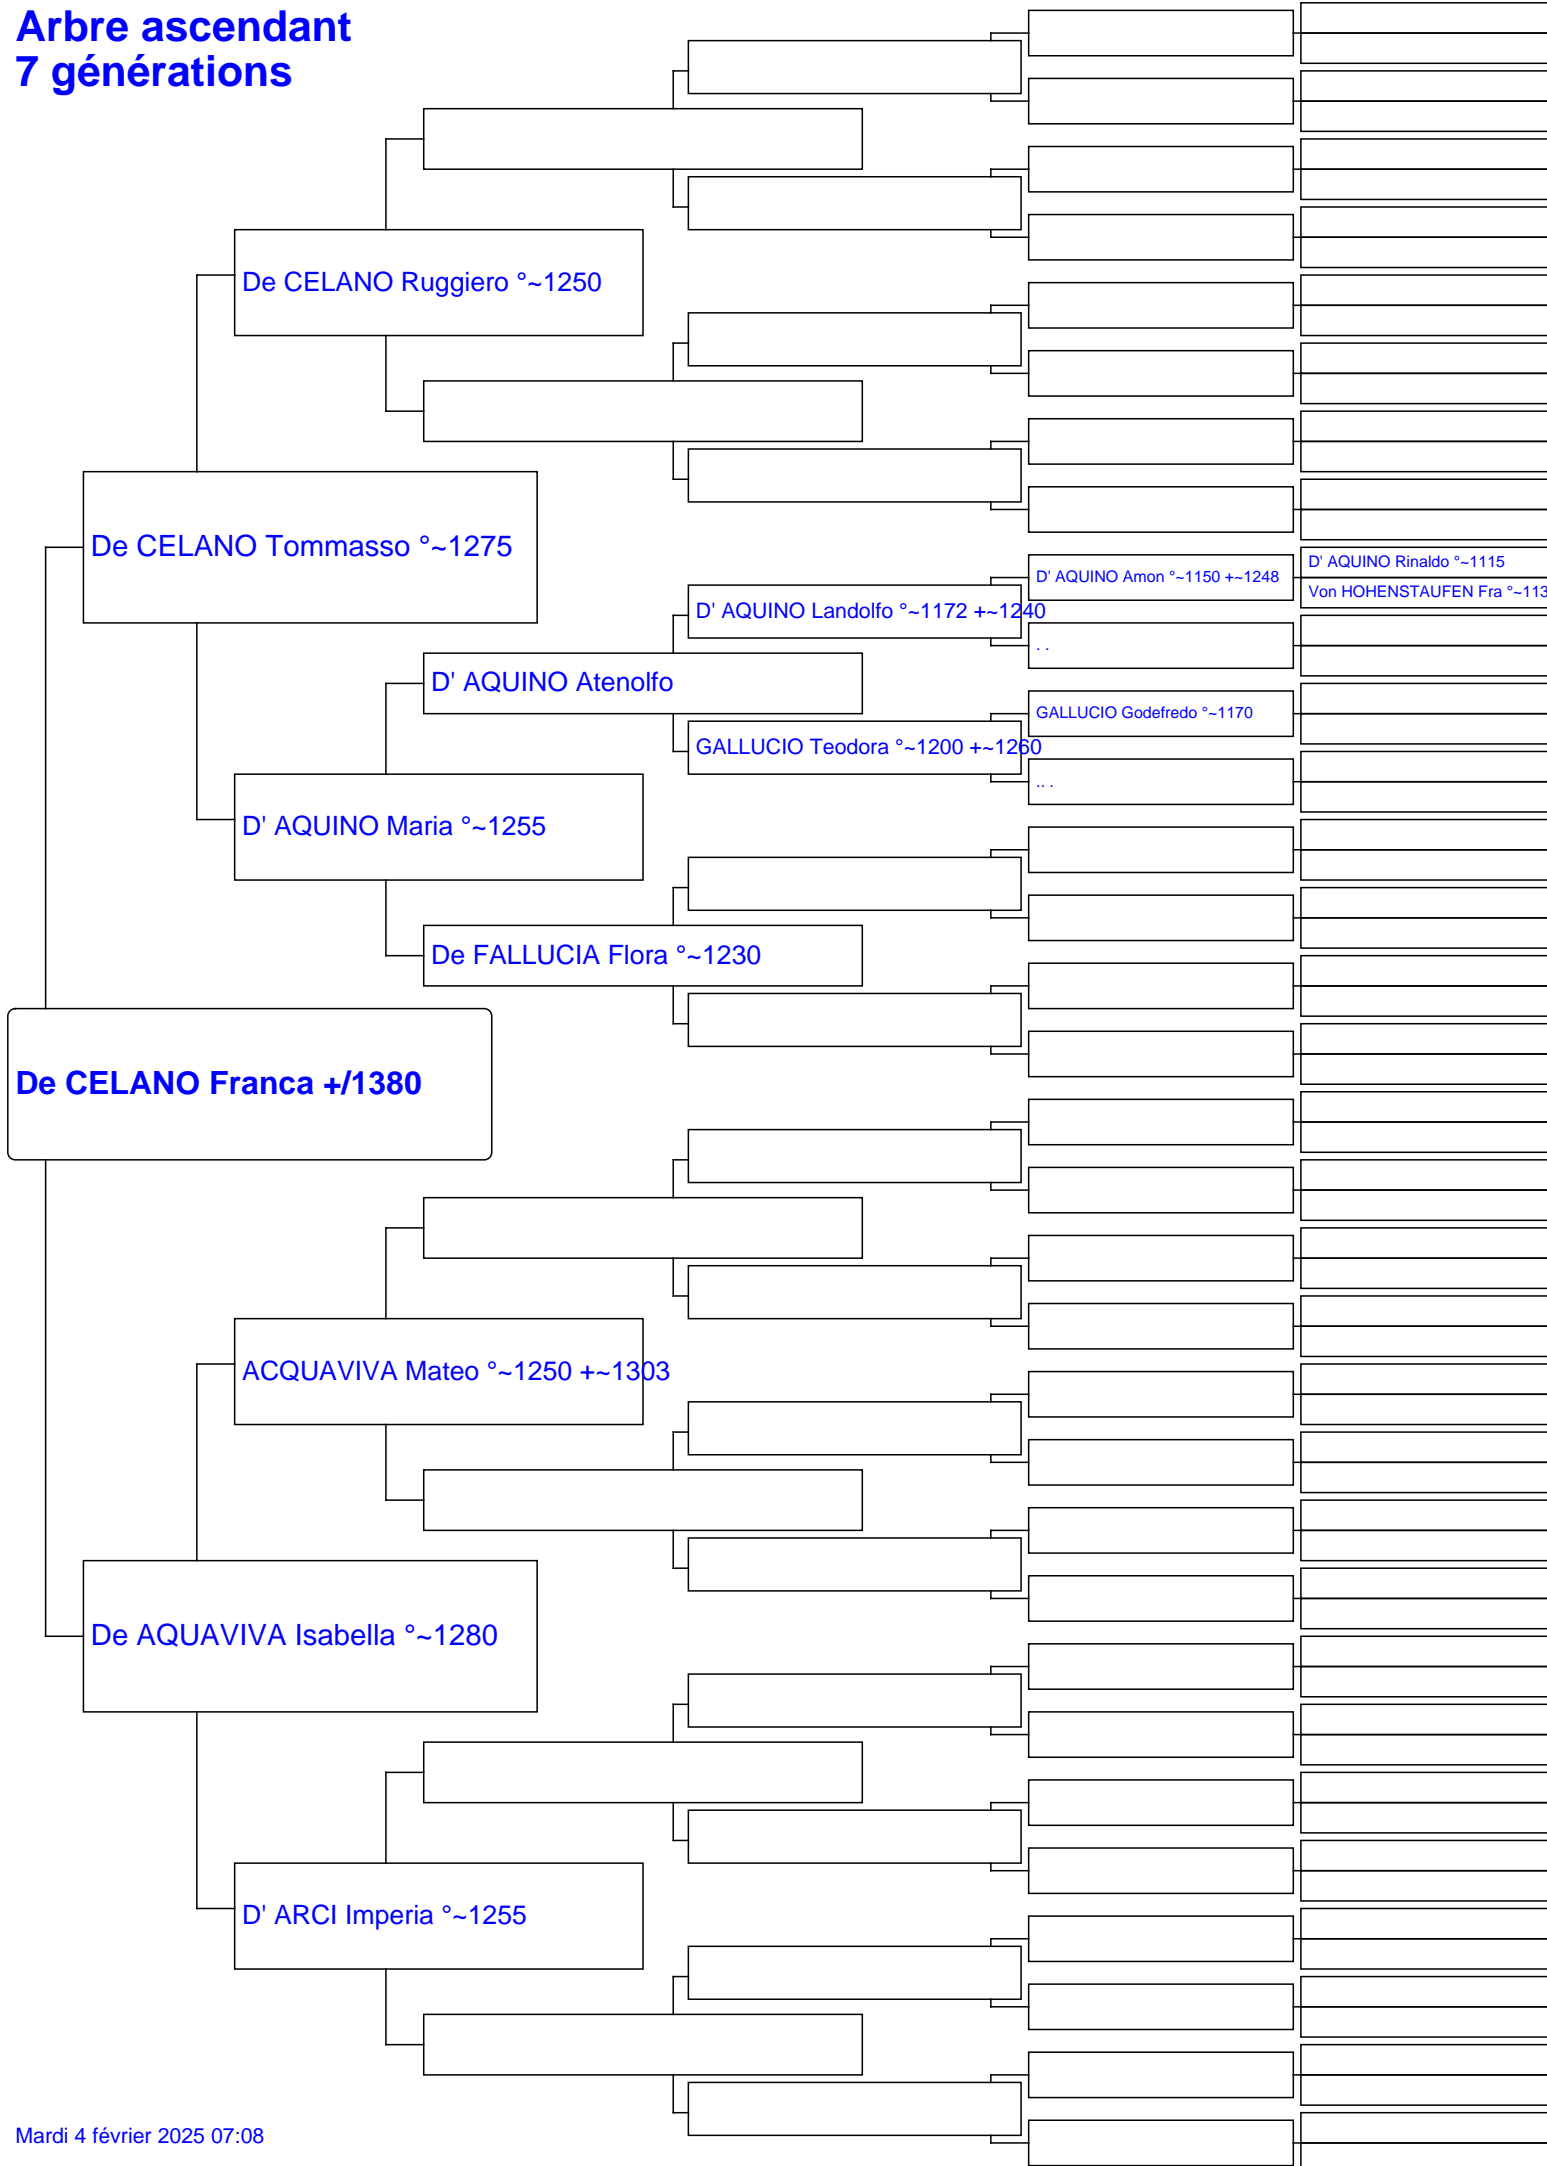 Arbre ascendant
7 générations
De CELANO Ruggiero °~1250
De CELANO Tommasso °~1275
D' AQUINO Rinaldo °~1115
D' AQUINO Amon °~1150 +~1248
Von HOHENSTAUFEN Fra °~113
D' AQUINO Landolfo °~1172 +~1240
. .
D' AQUINO Atenolfo
GALLUCIO Godefredo °~1170
GALLUCIO Teodora °~1200 +~1260
.. .
D' AQUINO Maria °~1255
De FALLUCIA Flora °~1230
De CELANO Franca +/1380
ACQUAVIVA Mateo °~1250 +~1303
De AQUAVIVA Isabella °~1280
D' ARCI Imperia °~1255
Mardi 4 février 2025 07:08